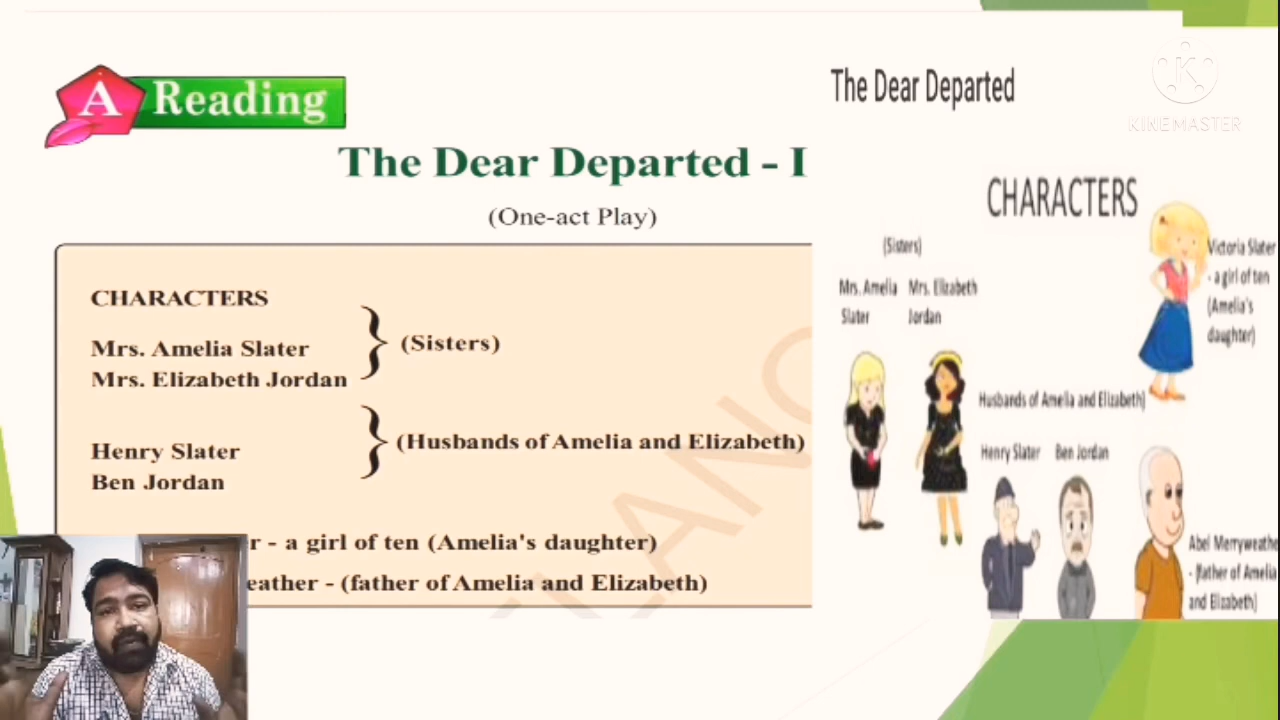 A Reading
The Dear Departed - I
(One-act Play)
CHARACTERS
Mrs. Amelia Slater
Mrs. Elizabeth Jordan
(Sisters)
Henry Slater
Ben Jordan
(Husbands of Amelia and Elizabeth)
r - a girl of ten (Amelia's daughter)
eather - (father of Amelia and Elizabeth)
The Dear Departed
KINEMASTER
CHARACTERS
(Sisters)
Mrs. Amelia Slater
Mrs. Elizabeth Jordan
Victoria Slater
- a girl of ten
(Amelia's
daughter)
Husbands of Amelia and Elizabeth)
Henry Slater
Ben Jordan
Abel Merryweathe
- (father of Amelia
and Elizabeth)